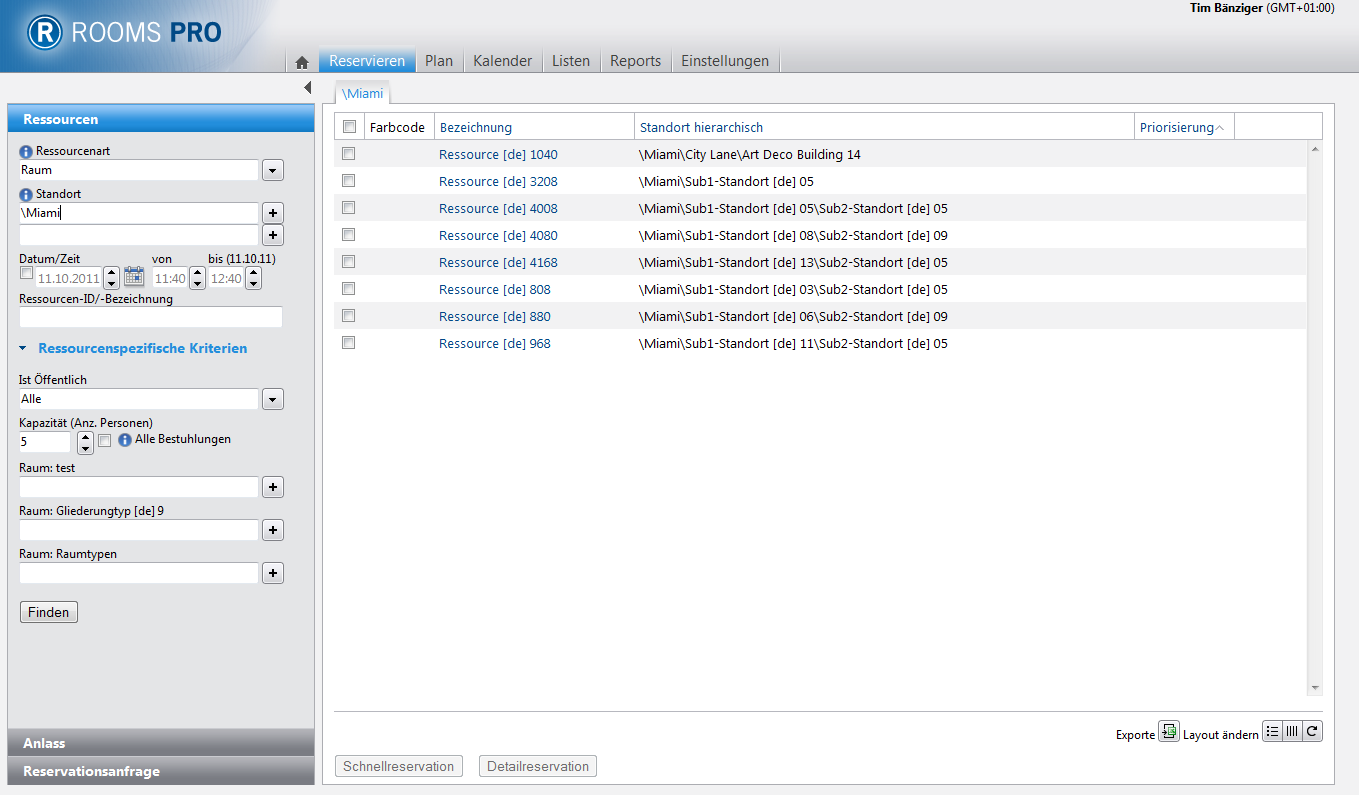 Tim Bänziger (GMT+01:00)
R ROOMS PRO
Reservieren Plan Kalender Listen Reports Einstellungen
\Miami
Ressourcen
Ressourcenart
Raum
Standort
\Miami
Datum/Zeit von bis (11.10.11)
11.10.2011 11:40 12:40
Ressourcen-ID/-Bezeichnung
Ressourcenspezifische Kriterien
Ist Öffentlich
Alle
Kapazität (Anz. Personen)
5 Alle Bestuhlungen
Raum: test
Raum: Gliederungtyp [de] 9
Raum: Raumtypen
Finden
Anlass
Reservationsanfrage
Farbcode Bezeichnung Standort hierarchisch Priorisierung
Ressource [de] 1040 \Miami\City Lane\Art Deco Building 14
Ressource [de] 3208 \Miami\Sub1-Standort [de] 05
Ressource [de] 4008 \Miami\Sub1-Standort [de] 05\Sub2-Standort [de] 05
Ressource [de] 4080 \Miami\Sub1-Standort [de] 08\Sub2-Standort [de] 09
Ressource [de] 4168 \Miami\Sub1-Standort [de] 13\Sub2-Standort [de] 05
Ressource [de] 808 \Miami\Sub1-Standort [de] 03\Sub2-Standort [de] 05
Ressource [de] 880 \Miami\Sub1-Standort [de] 06\Sub2-Standort [de] 09
Ressource [de] 968 \Miami\Sub1-Standort [de] 11\Sub2-Standort [de] 05
Exporte Layout ändern
Schnellreservation Detailreservation